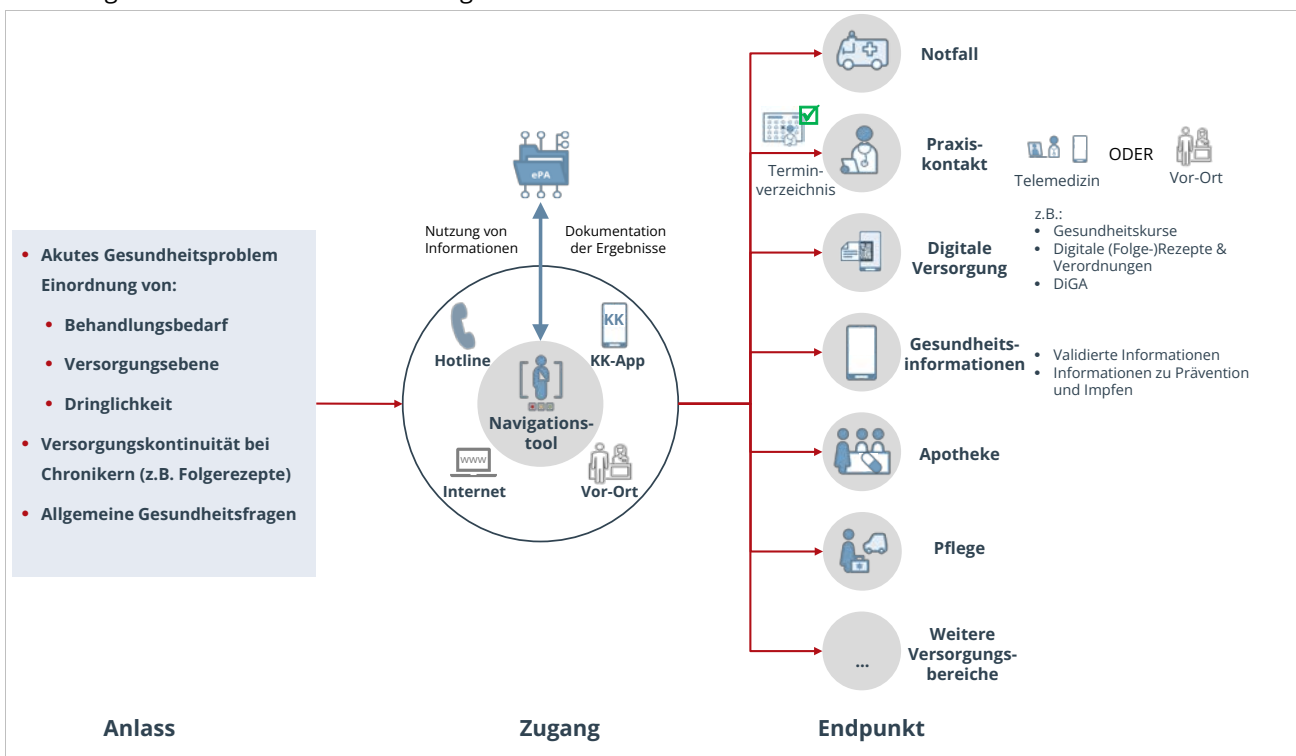 • Akutes Gesundheitsproblem
Einordnung von:
• Behandlungsbedarf
• Versorgungsebene
• Dringlichkeit
• Versorgungskontinuität bei
Chronikern (z.B. Folgerezepte)
• Allgemeine Gesundheitsfragen
Anlass
ePA
Nutzung von
Informationen
Dokumentation
der Ergebnisse
Hotline
KK
KK-App
Navigations-
tool
www
Internet
Vor-Ort
Zugang
Notfall
Termin-
verzeichnis
Praxis-
kontakt
Telemedizin
ODER
Vor-Ort
Digitale
Versorgung
z.B.:
• Gesundheitskurse
• Digitale (Folge-)Rezepte &
Verordnungen
• DiGA
Gesundheits-
informationen
• Validierte Informationen
• Informationen zu Prävention
und Impfen
Apotheke
Pflege
...
Weitere
Versorgungs-
bereiche
Endpunkt